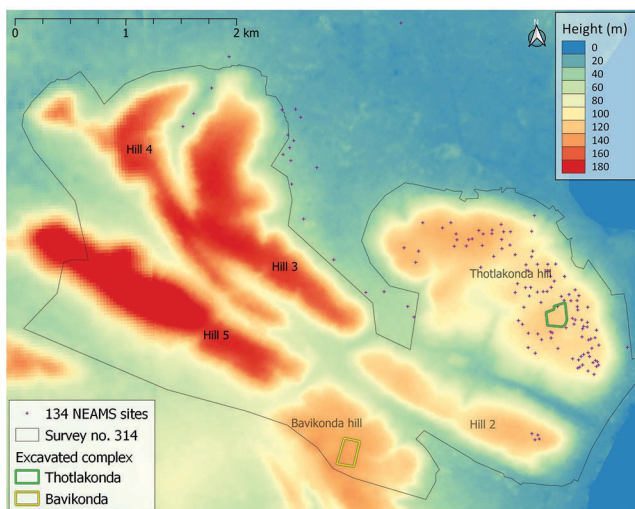 0 1 2 km
N
Height (m)
0
20
40
60
80
100
120
140
160
180
Hill 4
Hill 3
Thotlakonda hill
Hill 5
Bavikonda hill
Hill 2
134 NEAMS sites
Survey no. 314
Excavated complex
Thotlakonda
Bavikonda